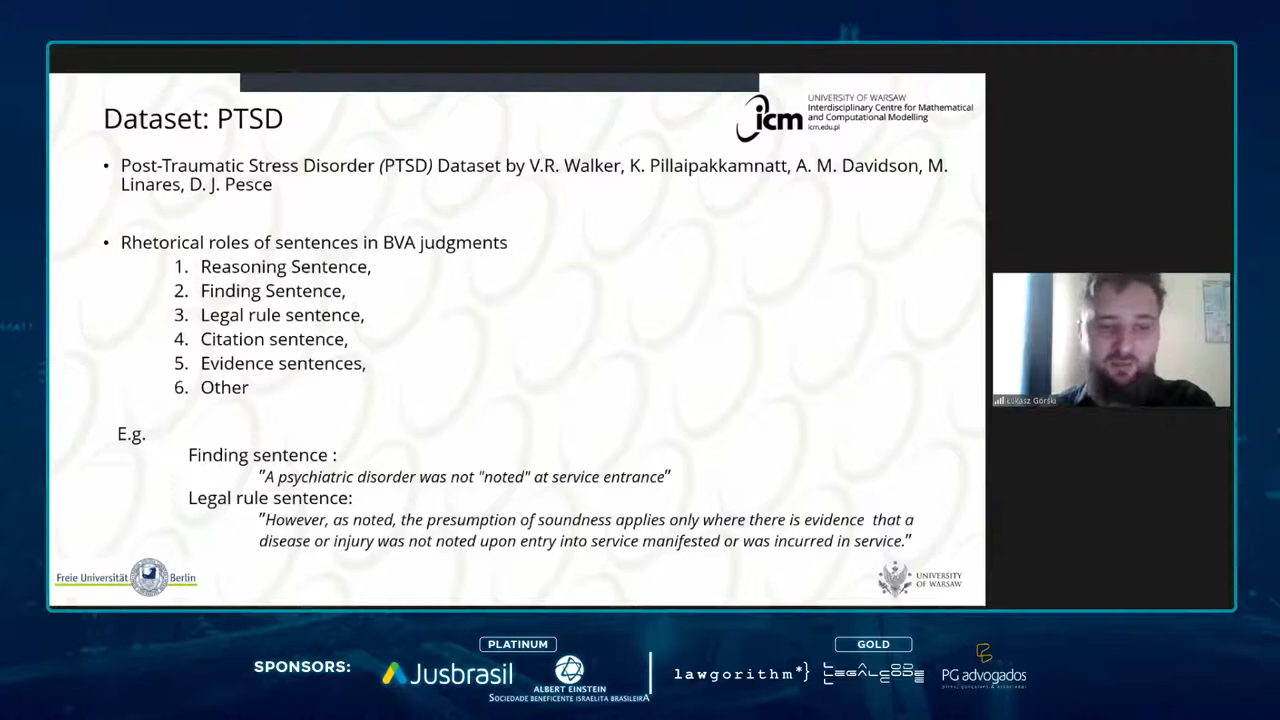 Dataset: PTSD
UNIVERSITY OF WARSAW
Interdisciplinary Centre for Mathematical
and Computational Modelling
icm.edu.pl
icm
• Post-Traumatic Stress Disorder (PTSD) Dataset by V.R. Walker, K. Pillaipakkamnatt, A. M. Davidson, M.
Linares, D. J. Pesce
• Rhetorical roles of sentences in BVA judgments
1. Reasoning Sentence,
2. Finding Sentence,
3. Legal rule sentence,
4. Citation sentence,
5. Evidence sentences,
6. Other
E.g.
Finding sentence :
"A psychiatric disorder was not "noted" at service entrance"
Legal rule sentence:
"However, as noted, the presumption of soundness applies only where there is evidence that a
disease or injury was not noted upon entry into service manifested or was incurred in service."
Freie Universität Berlin
UNIVERSITY
OF WARSAW
Łukasz Górski
SPONSORS:
PLATINUM
Jusbrasil
ALBERT EINSTEIN
SOCIEDADE BENEFICENTE ISRAELITA BRASILEIRA
GOLD
lawgorithm*}
LEGALCODE
PG advogados